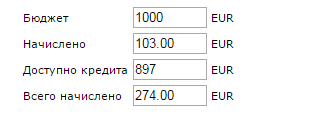 Бюджет 1000 EUR
Начислено 103.00 EUR
Доступно кредита 897 EUR
Всего начислено 274.00 EUR